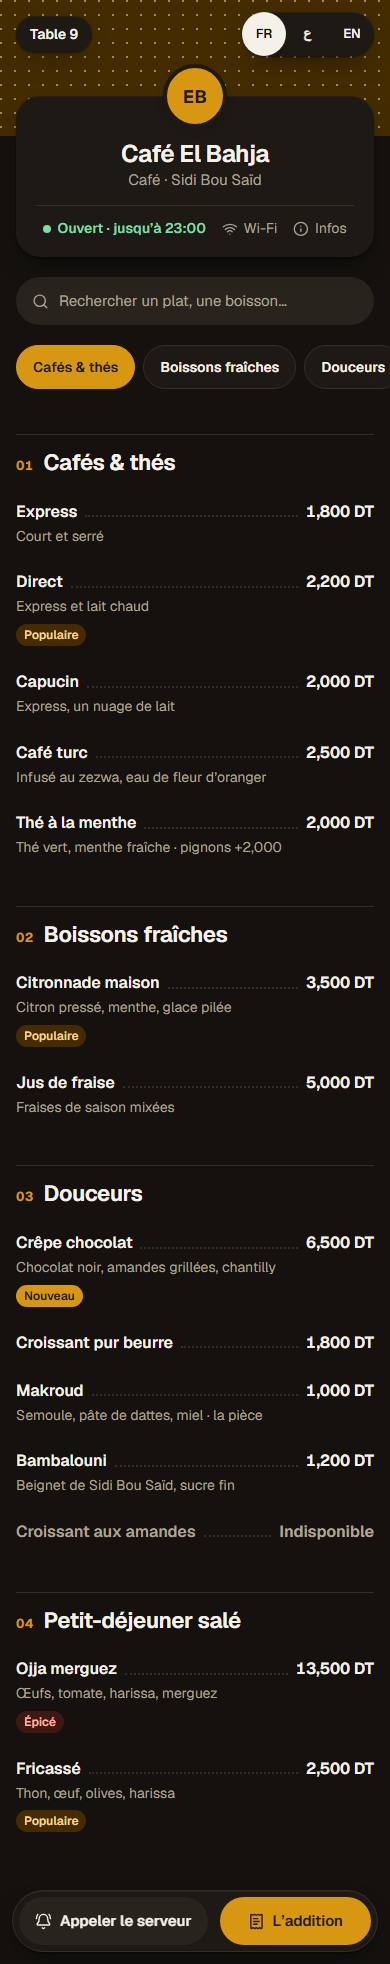 Table 9
FR ع EN
EB
Café El Bahja
Café · Sidi Bou Saïd
Ouvert · jusqu’à 23:00 Wi-Fi Infos
Rechercher un plat, une boisson…
Cafés & thés Boissons fraîches Douceurs
01 Cafés & thés
Express 1,800 DT
Court et serré
Direct 2,200 DT
Express et lait chaud
Populaire
Capucin 2,000 DT
Express, un nuage de lait
Café turc 2,500 DT
Infusé au zezwa, eau de fleur d’oranger
Thé à la menthe 2,000 DT
Thé vert, menthe fraîche · pignons +2,000
02 Boissons fraîches
Citronnade maison 3,500 DT
Citron pressé, menthe, glace pilée
Populaire
Jus de fraise 5,000 DT
Fraises de saison mixées
03 Douceurs
Crêpe chocolat 6,500 DT
Chocolat noir, amandes grillées, chantilly
Nouveau
Croissant pur beurre 1,800 DT
Makroud 1,000 DT
Semoule, pâte de dattes, miel · la pièce
Bambalouni 1,200 DT
Beignet de Sidi Bou Saïd, sucre fin
Croissant aux amandes Indisponible
04 Petit-déjeuner salé
Ojja merguez 13,500 DT
Œufs, tomate, harissa, merguez
Épicé
Fricassé 2,500 DT
Thon, œuf, olives, harissa
Populaire
Appeler le serveur L’addition